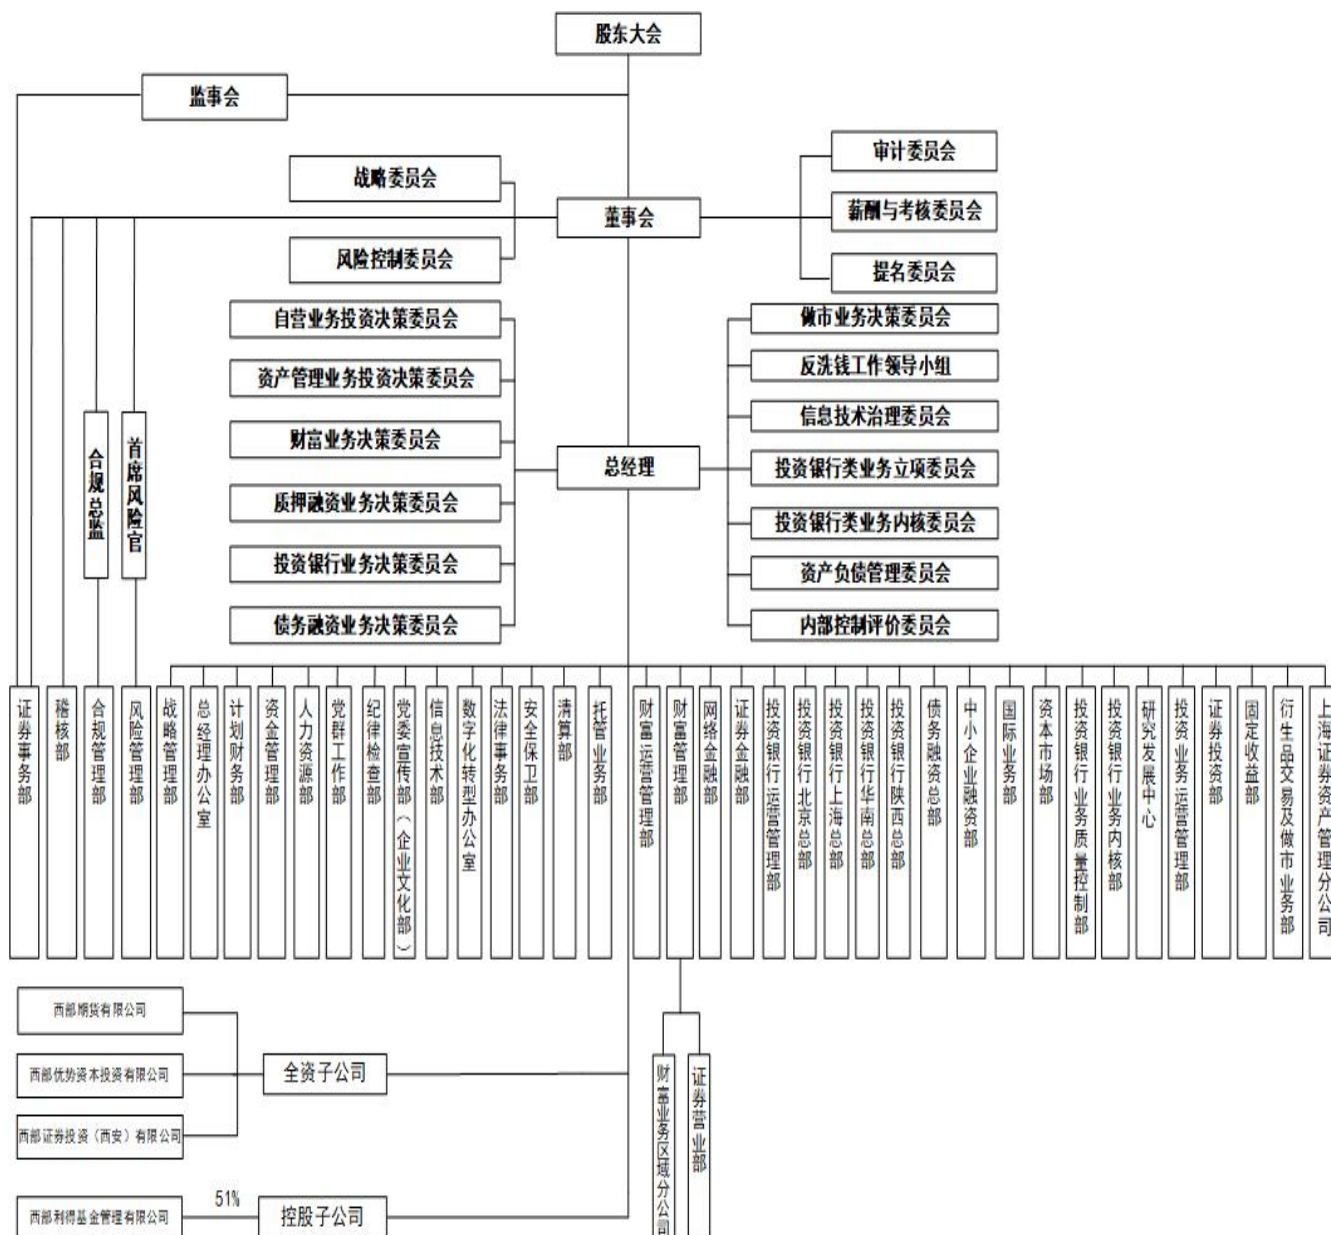 股东大会
监事会
审计委员会
战略委员会
薪酬与考核委员会
董事会
风险控制委员会
提名委员会
自营业务投资决策委员会
做市业务决策委员会
资产管理业务投资决策委员会
反洗钱工作领导小组
财富业务决策委员会
信息技术治理委员会
总经理
投资银行类业务立项委员会
质押融资业务决策委员会
投资银行类业务内核委员会
投资银行业务决策委员会
资产负债管理委员会
债务融资业务决策委员会
内部控制评价委员会
合规总监
首席风险官
证券事务部
稽核部
合规管理部
风险管理部
战略管理部
总经理办公室
计划财务部
资金管理部
人力资源部
党群工作部
纪律检查部
党委宣传部（企业文化部）
信息技术部
数字化转型办公室
法律事务部
安全保卫部
清算部
托管业务部
财富运营管理部
财富管理部
网络金融部
证券金融部
投资银行运营管理部
投资银行北京总部
投资银行上海总部
投资银行华南总部
投资银行陕西总部
债务融资总部
中小企业融资部
国际业务部
资本市场部
投资银行业务质量控制部
投资银行业务内核部
研究发展中心
投资业务运营管理部
证券投资部
固定收益部
衍生品交易及做市业务部
上海证券资产管理分公司
西部期货有限公司
西部优势资本投资有限公司
全资子公司
西部证券投资（西安）有限公司
财富业务区域分公司
证券营业部
西部利得基金管理有限公司
51%
控股子公司